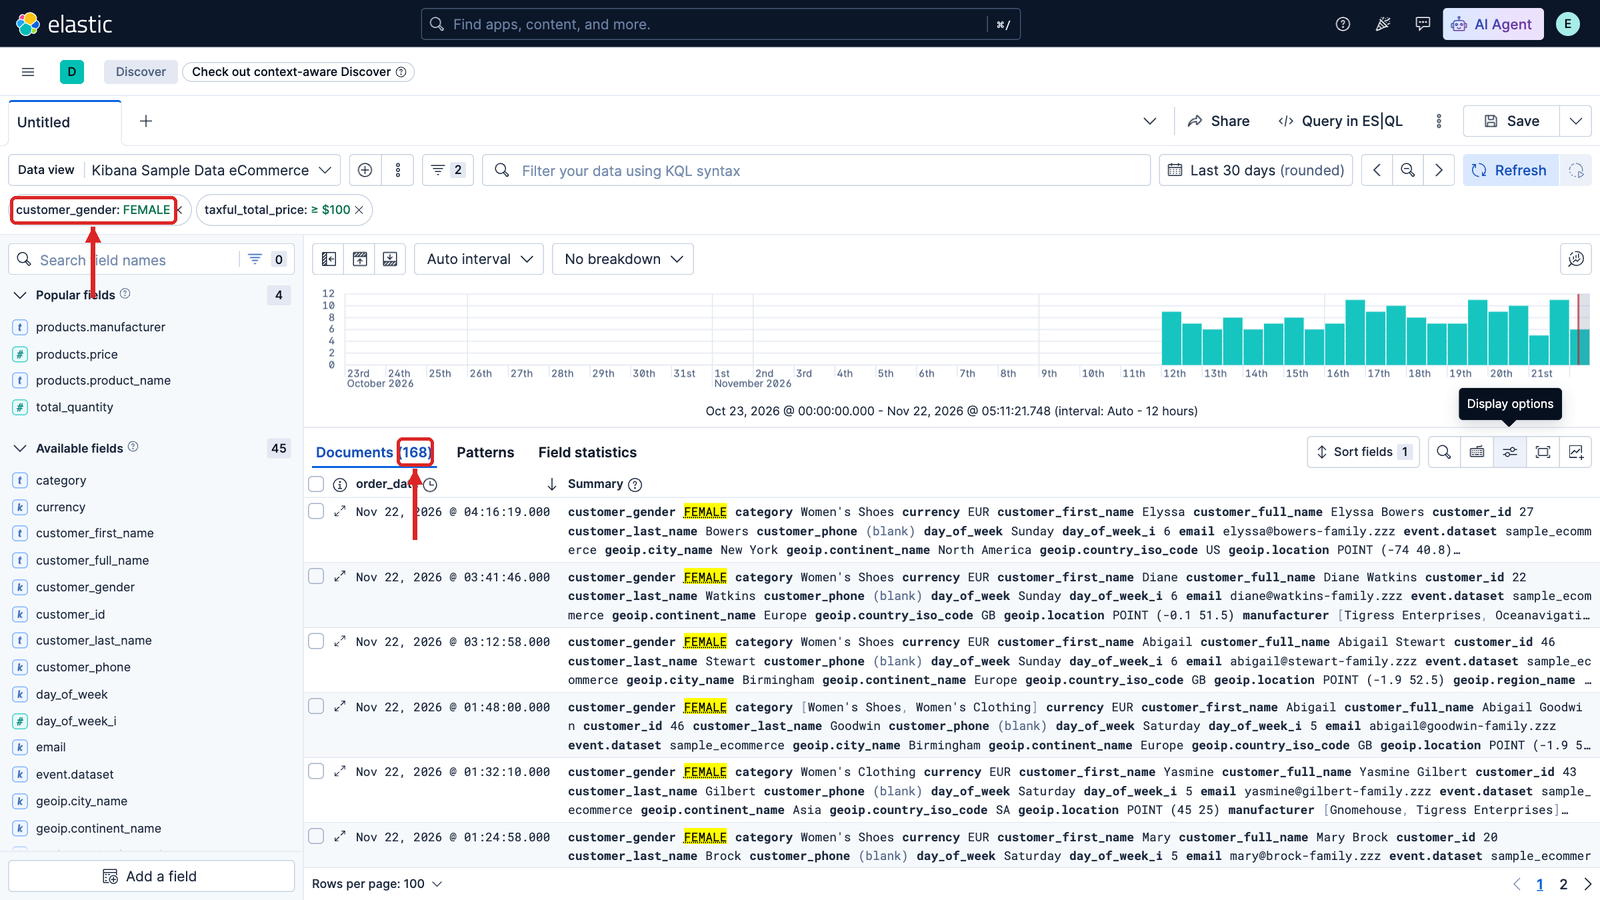 elastic
Find apps, content, and more.
⌘/
AI Agent
E
D
Discover
Check out context-aware Discover
Untitled
Share
Query in ES|QL
Save
Data view
Kibana Sample Data eCommerce
2
Filter your data using KQL syntax
Last 30 days (rounded)
Refresh
customer_gender: FEMALE
taxful_total_price: ≥ $100
Search field names
0
Auto interval
No breakdown
Popular fields
4
products.manufacturer
products.price
products.product_name
total_quantity
Available fields
45
category
currency
customer_first_name
customer_full_name
customer_gender
customer_id
customer_last_name
customer_phone
day_of_week
day_of_week_i
email
event.dataset
geoip.city_name
geoip.continent_name
Add a field
12
10
8
6
4
2
0
23rd 24th 25th 26th 27th 28th 29th 30th 31st 1st 2nd 3rd 4th 5th 6th 7th 8th 9th 10th 11th 12th 13th 14th 15th 16th 17th 18th 19th 20th 21st
October 2026 November 2026
Oct 23, 2026 @ 00:00:00.000 - Nov 22, 2026 @ 05:11:21.748 (interval: Auto - 12 hours)
Display options
Documents (168)
Patterns
Field statistics
Sort fields 1
order_date
Summary
Nov 22, 2026 @ 04:16:19.000
customer_gender FEMALE category Women's Shoes currency EUR customer_first_name Elyssa customer_full_name Elyssa Bowers customer_id 27
customer_last_name Bowers customer_phone (blank) day_of_week Sunday day_of_week_i 6 email elyssa@bowers-family.zzz event.dataset sample_ecomm
erce geoip.city_name New York geoip.continent_name North America geoip.country_iso_code US geoip.location POINT (-74 40.8)…
Nov 22, 2026 @ 03:41:46.000
customer_gender FEMALE category Women's Shoes currency EUR customer_first_name Diane customer_full_name Diane Watkins customer_id 22
customer_last_name Watkins customer_phone (blank) day_of_week Sunday day_of_week_i 6 email diane@watkins-family.zzz event.dataset sample_ecom
merce geoip.continent_name Europe geoip.country_iso_code GB geoip.location POINT (-0.1 51.5) manufacturer [Tigress Enterprises, Oceanavigati…
Nov 22, 2026 @ 03:12:58.000
customer_gender FEMALE category Women's Shoes currency EUR customer_first_name Abigail customer_full_name Abigail Stewart customer_id 46
customer_last_name Stewart customer_phone (blank) day_of_week Sunday day_of_week_i 6 email abigail@stewart-family.zzz event.dataset sample_ec
ommerce geoip.city_name Birmingham geoip.continent_name Europe geoip.country_iso_code GB geoip.location POINT (-1.9 52.5) geoip.region_name …
Nov 22, 2026 @ 01:48:00.000
customer_gender FEMALE category [Women's Shoes, Women's Clothing] currency EUR customer_first_name Abigail customer_full_name Abigail Goodwi
n customer_id 46 customer_last_name Goodwin customer_phone (blank) day_of_week Saturday day_of_week_i 5 email abigail@goodwin-family.zzz
event.dataset sample_ecommerce geoip.city_name Birmingham geoip.continent_name Europe geoip.country_iso_code GB geoip.location POINT (-1.9 5…
Nov 22, 2026 @ 01:32:10.000
customer_gender FEMALE category Women's Clothing currency EUR customer_first_name Yasmine customer_full_name Yasmine Gilbert customer_id 43
customer_last_name Gilbert customer_phone (blank) day_of_week Saturday day_of_week_i 5 email yasmine@gilbert-family.zzz event.dataset sample_
ecommerce geoip.continent_name Asia geoip.country_iso_code SA geoip.location POINT (45 25) manufacturer [Gnomehouse, Tigress Enterprises]…
Nov 22, 2026 @ 01:24:58.000
customer_gender FEMALE category Women's Shoes currency EUR customer_first_name Mary customer_full_name Mary Brock customer_id 20
customer_last_name Brock customer_phone (blank) day_of_week Saturday day_of_week_i 5 email mary@brock-family.zzz event.dataset sample_ecommer
Rows per page: 100
1 2